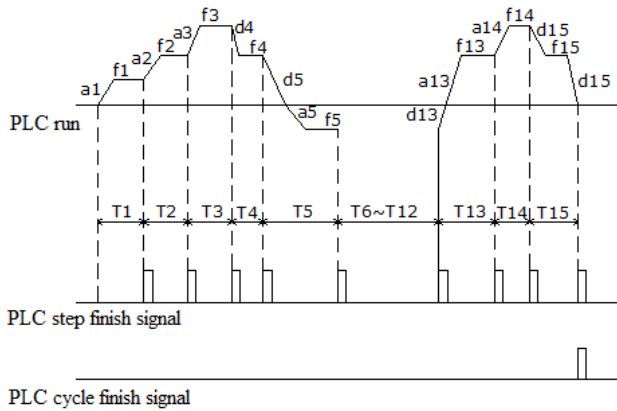 a1 f1 a2 f2 a3 f3 d4 f4 d5 a5 f5 d13 a13 f13 a14 f14 d15 f15 d15
PLC run
T1 T2 T3 T4 T5 T6~T12 T13 T14 T15
PLC step finish signal
PLC cycle finish signal